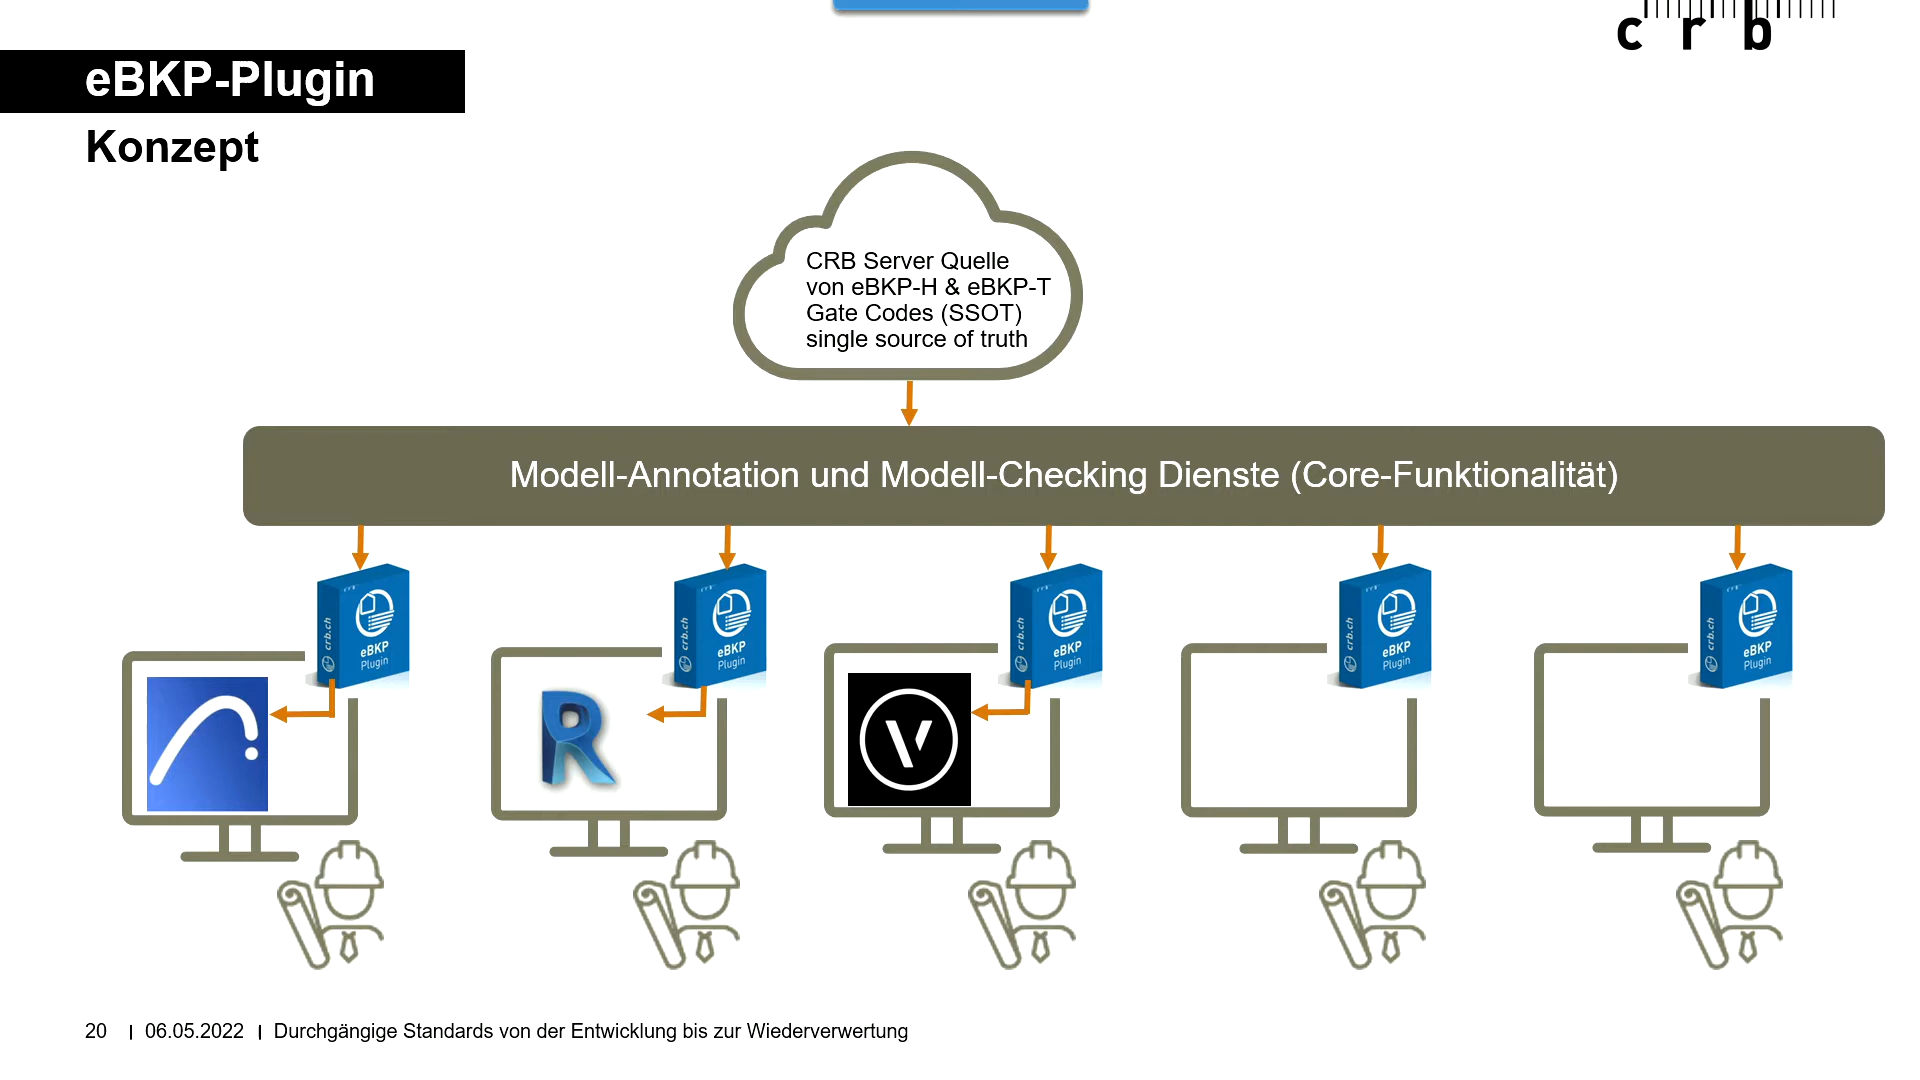 crb
eBKP-Plugin
Konzept
CRB Server Quelle
von eBKP-H & eBKP-T
Gate Codes (SSOT)
single source of truth
Modell-Annotation und Modell-Checking Dienste (Core-Funktionalität)
crb.ch
eBKP
Plugin
crb.ch
eBKP
Plugin
crb.ch
eBKP
Plugin
crb.ch
eBKP
Plugin
crb.ch
eBKP
Plugin
20 | 06.05.2022 | Durchgängige Standards von der Entwicklung bis zur Wiederverwertung